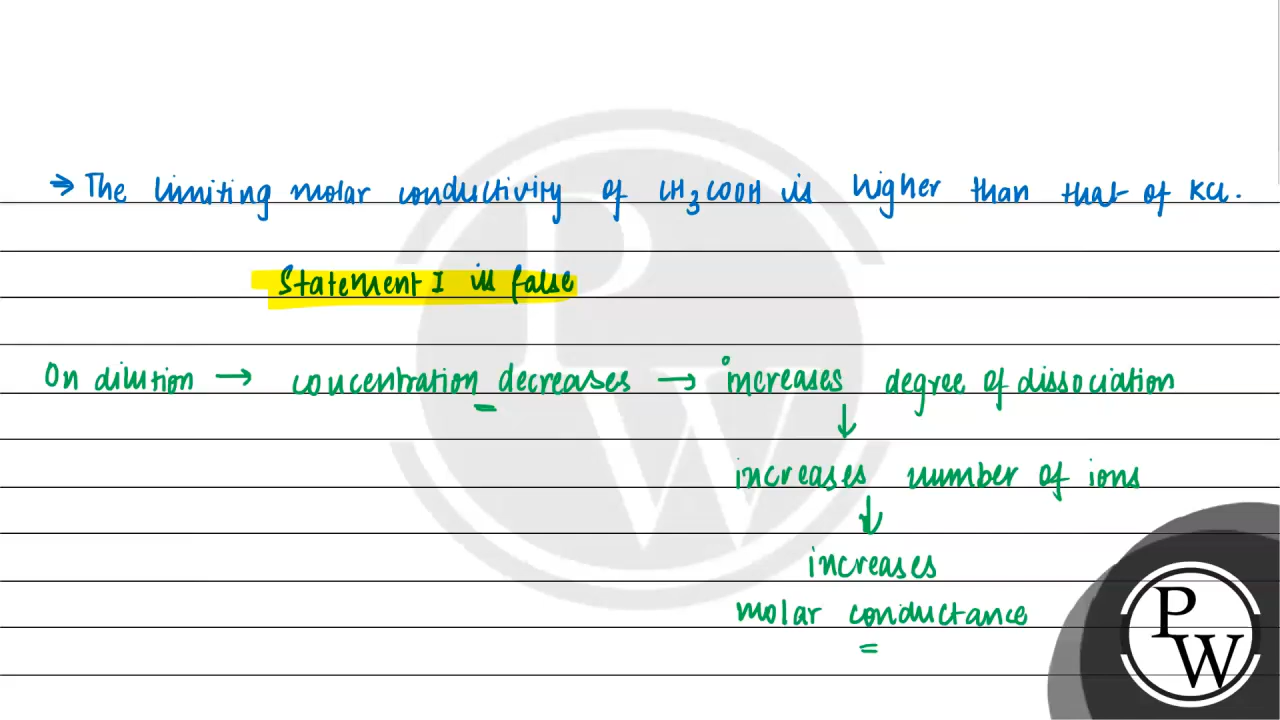 → The limiting molar conductivity of CH₃COOH is higher than that of KCl.
Statement I is false
On dilution → concentration decreases → increases degree of dissociation
↓
increases number of ions
↓
increases
molar conductance
P
W
P
W